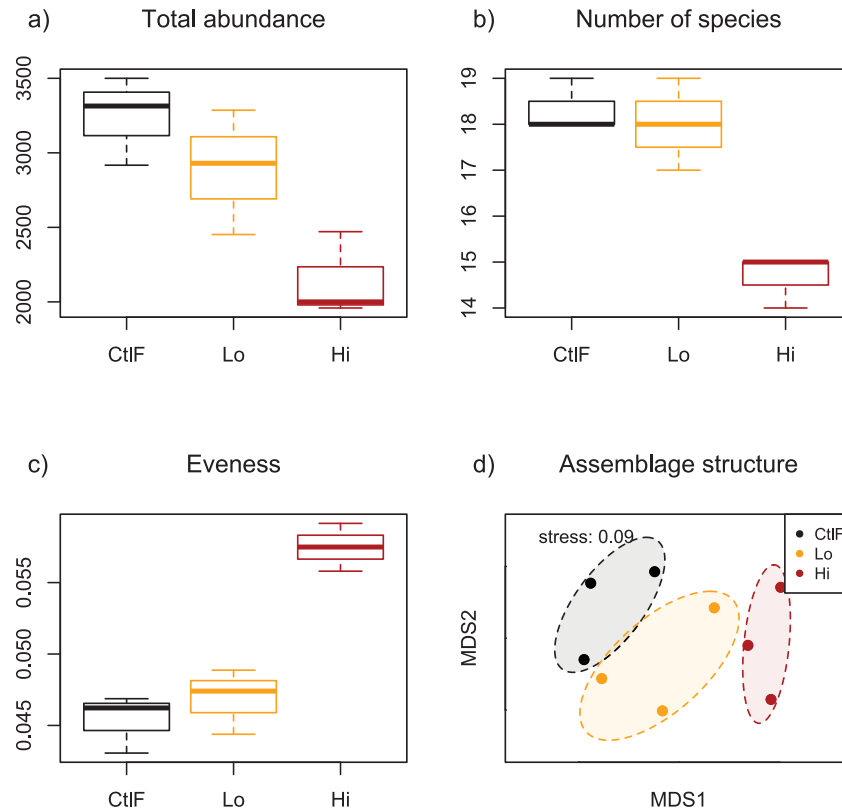 a) Total abundance
3500
3000
2500
2000
CtlF Lo Hi
b) Number of species
19
18
17
16
15
14
CtlF Lo Hi
c) Eveness
0.055
0.050
0.045
CtlF Lo Hi
d) Assemblage structure
stress: 0.09
CtlF
Lo
Hi
MDS2
MDS1